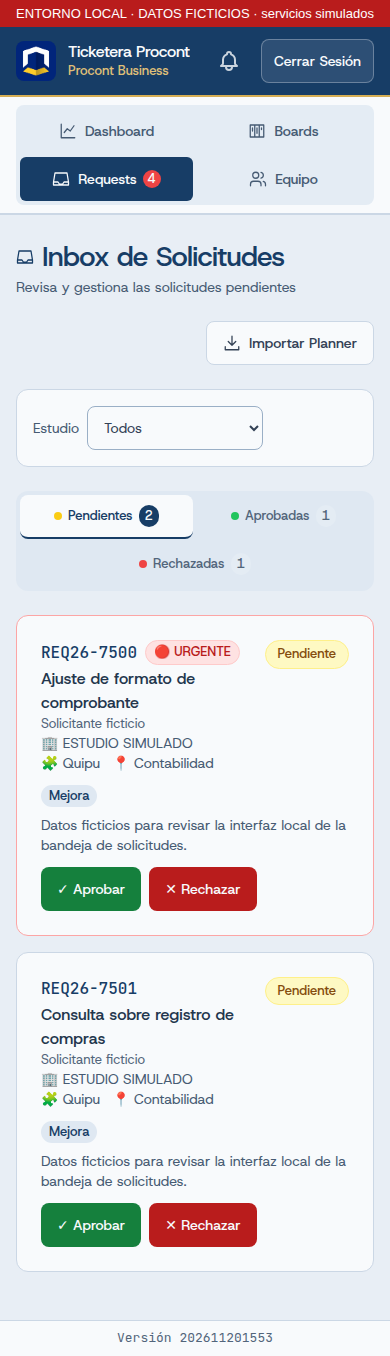 ENTORNO LOCAL · DATOS FICTICIOS · servicios simulados
Ticketera Procont
Procont Business
Cerrar Sesión
Dashboard
Boards
Requests 4
Equipo
Inbox de Solicitudes
Revisa y gestiona las solicitudes pendientes
Importar Planner
Estudio Todos
Pendientes 2
Aprobadas 1
Rechazadas 1
REQ26-7500 URGENTE Pendiente
Ajuste de formato de
comprobante
Solicitante ficticio
ESTUDIO SIMULADO
Quipu Contabilidad
Mejora
Datos ficticios para revisar la interfaz local de la
bandeja de solicitudes.
✓ Aprobar ✕ Rechazar
REQ26-7501 Pendiente
Consulta sobre registro de
compras
Solicitante ficticio
ESTUDIO SIMULADO
Quipu Contabilidad
Mejora
Datos ficticios para revisar la interfaz local de la
bandeja de solicitudes.
✓ Aprobar ✕ Rechazar
Versión 202611201553